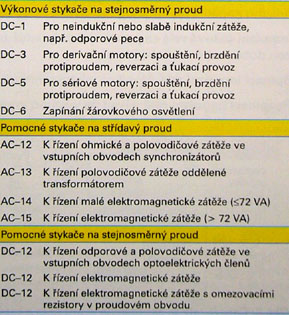 Výkonové stykače na stejnosměrný proud
DC–1 Pro neindukční nebo slabě indukční zátěže,
např. odporové pece
DC–3 Pro derivační motory: spouštění, brzdění
protiproudem, reverzaci a ťukací provoz
DC–5 Pro sériové motory: spouštění, brzdění
protiproudem, reverzaci a ťukací provoz
DC–6 Zapínání žárovkového osvětlení
Pomocné stykače na střídavý proud
AC–12 K řízení ohmické a polovodičové zátěže ve
vstupních obvodech synchronizátorů
AC–13 K řízení polovodičové zátěže oddělené
transformátorem
AC–14 K řízení malé elektromagnetické zátěže (≤72 VA)
AC–15 K řízení elektromagnetické zátěže (> 72 VA)
Pomocné stykače na stejnosměrný proud
DC–12 K řízení odporové a polovodičové zátěže ve
vstupních obvodech optoelektrických členů
DC–12 K řízení elektromagnetické zátěže
DC–12 K řízení elektromagnetické zátěže s omezovacími
rezistory v proudovém obvodu